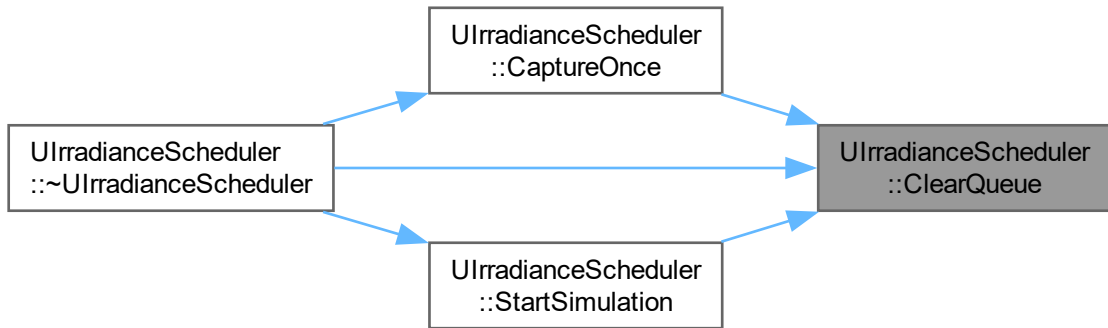 UIrradianceScheduler
::CaptureOnce
UIrradianceScheduler
::~UIrradianceScheduler
UIrradianceScheduler
::ClearQueue
UIrradianceScheduler
::StartSimulation